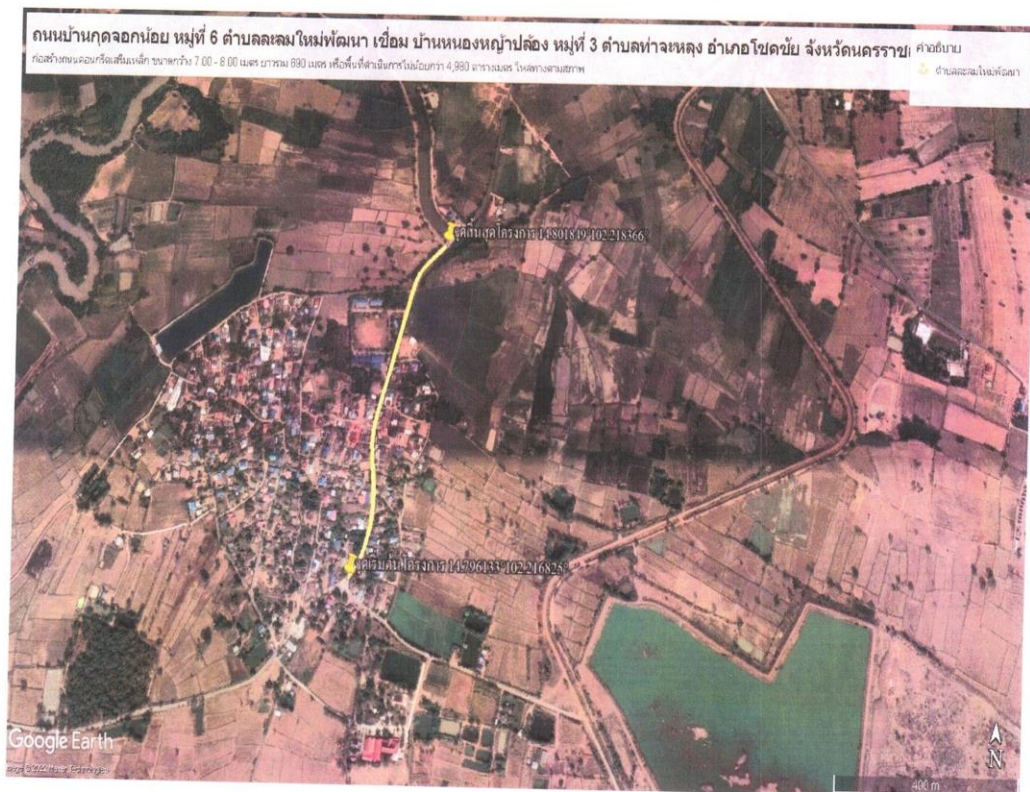 ถนนบ้านกุดจอกน้อย หมู่ที่ 6 ตำบลละลมใหม่พัฒนา เชื่อม บ้านหนองหญ้าปล้อง หมู่ที่ 3 ตำบลท่าจะหลุง อำเภอโชคชัย จังหวัดนครราช
ก่อสร้างถนนคอนกรีตเสริมเหล็ก ขนาดกว้าง 7.00 - 8.00 เมตร ยาวรวม 690 เมตร หรือพื้นที่ดำเนินการไม่น้อยกว่า 4,980 ตารางเมตร ไหล่ทางตามสภาพ
คำอธิบาย
ตำบลละลมใหม่พัฒนา
จุดสิ้นสุดโครงการ 14.801849°102.218366°
จุดเริ่มต้นโครงการ 14.796133°102.216825°
Google Earth
© 2022 Maxar Technologies
N
400 m